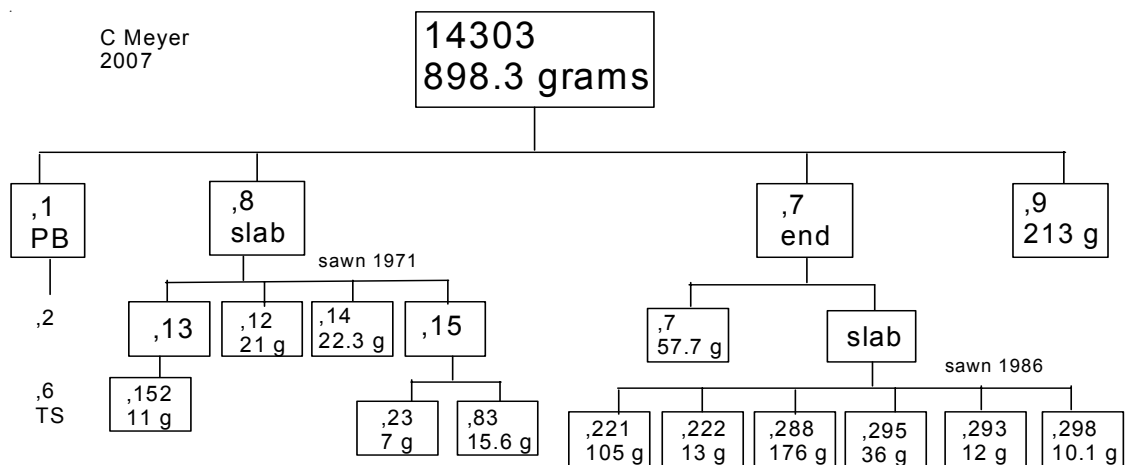 C Meyer
2007
14303
898.3 grams
,1
PB
,8
slab
,7
end
,9
213 g
sawn 1971
,2
,13
,12
21 g
,14
22.3 g
,15
,7
57.7 g
slab
sawn 1986
,6
TS
,152
11 g
,23
7 g
,83
15.6 g
,221
105 g
,222
13 g
,288
176 g
,295
36 g
,293
12 g
,298
10.1 g